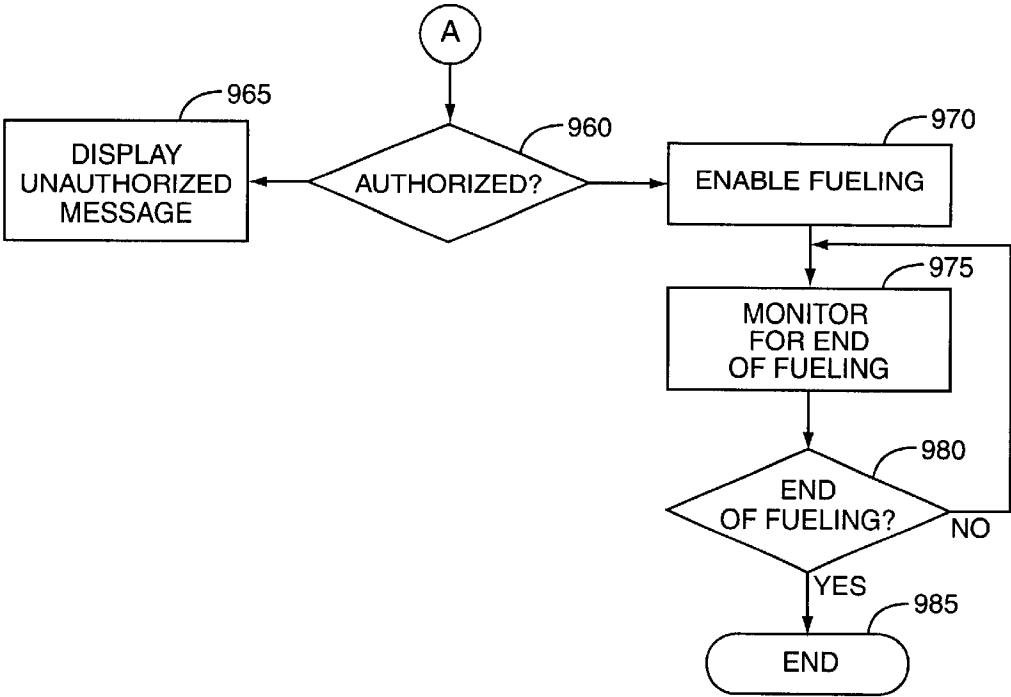 A
965
DISPLAY
UNAUTHORIZED
MESSAGE
960
AUTHORIZED?
970
ENABLE FUELING
975
MONITOR
FOR END
OF FUELING
980
END
OF FUELING?
NO
YES
985
END